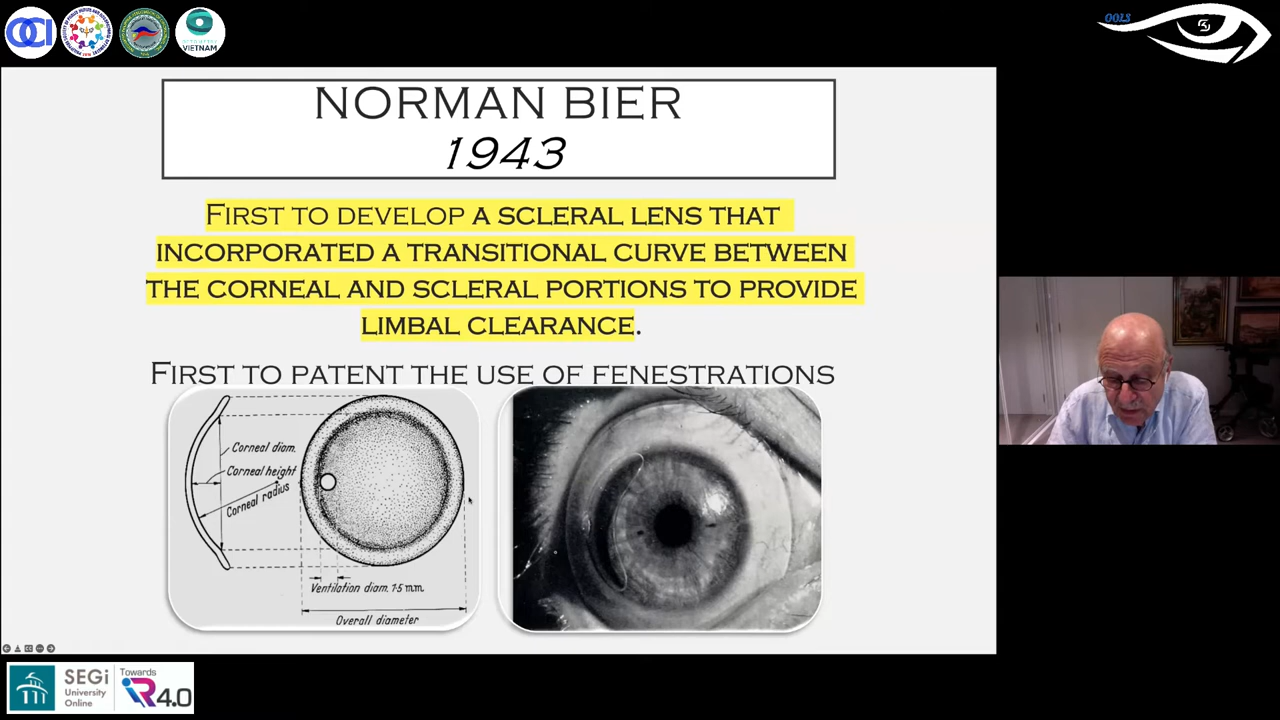 OCI
VIETNAM
OOLS
NORMAN BIER
1943
FIRST TO DEVELOP A SCLERAL LENS THAT
INCORPORATED A TRANSITIONAL CURVE BETWEEN
THE CORNEAL AND SCLERAL PORTIONS TO PROVIDE
LIMBAL CLEARANCE.
FIRST TO PATENT THE USE OF FENESTRATIONS
Corneal diam.
Corneal height
Corneal radius
Ventilation diam. 1·5 m.m.
Overall diameter
SEGi
University
Online
Towards
iR4.0